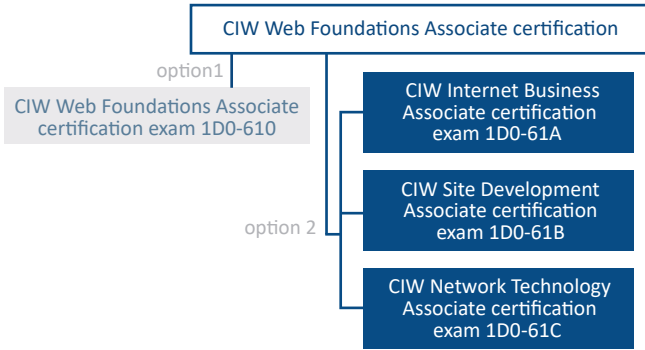 CIW Web Foundations Associate certification
option1
CIW Web Foundations Associate
certification exam 1D0-610
CIW Internet Business
Associate certification
exam 1D0-61A
CIW Site Development
Associate certification
exam 1D0-61B
option 2
CIW Network Technology
Associate certification
exam 1D0-61C